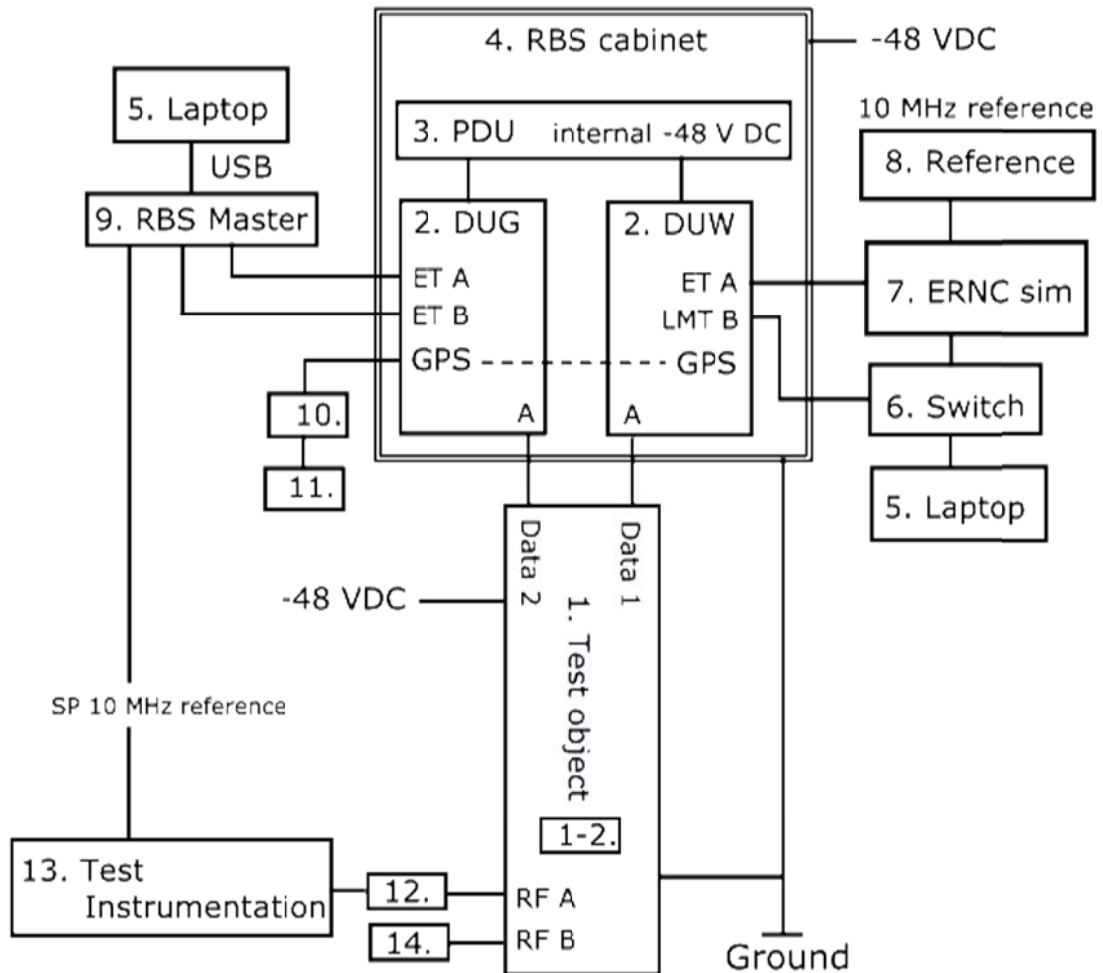 4. RBS cabinet
-48 VDC
5. Laptop
USB
9. RBS Master
3. PDU internal -48 V DC
10 MHz reference
8. Reference
2. DUG
ET A
ET B
GPS
A
2. DUW
ET A
LMT B
GPS
A
7. ERNC sim
6. Switch
5. Laptop
10.
11.
Data 2
Data 1
-48 VDC
1. Test object
1-2.
SP 10 MHz reference
13. Test
Instrumentation
12.
RF A
14.
RF B
Ground